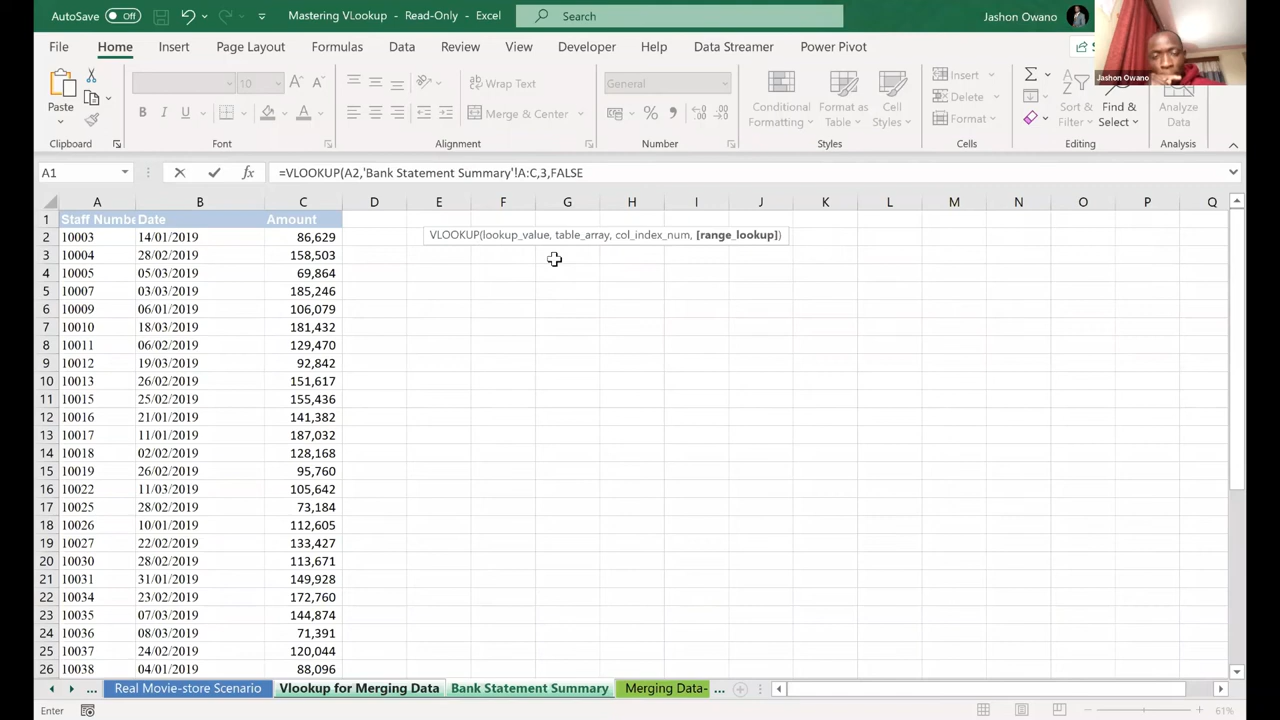 AutoSave Off Mastering VLookup - Read-Only - Excel Search Jashon Owano
File Home Insert Page Layout Formulas Data Review View Developer Help Data Streamer Power Pivot
Jashon Owano
10 Wrap Text General Insert
Paste Merge & Center Conditional Formatting Format as Table Cell Styles Delete Format Sort & Filter Find & Select Analyze Data
Clipboard Font Alignment Number Styles Cells Editing Analysis
A1 =VLOOKUP(A2,'Bank Statement Summary'!A:C,3,FALSE
A B C D E F G H I J K L M N O P Q
1 Staff Numbe Date Amount
2 10003 14/01/2019 86,629 VLOOKUP(lookup_value, table_array, col_index_num, [range_lookup])
3 10004 28/02/2019 158,503
4 10005 05/03/2019 69,864
5 10007 03/03/2019 185,246
6 10009 06/01/2019 106,079
7 10010 18/03/2019 181,432
8 10011 06/02/2019 129,470
9 10012 19/03/2019 92,842
10 10013 26/02/2019 151,617
11 10015 25/02/2019 155,436
12 10016 21/01/2019 141,382
13 10017 11/01/2019 187,032
14 10018 02/02/2019 128,168
15 10019 26/02/2019 95,760
16 10022 11/03/2019 105,642
17 10025 28/02/2019 73,184
18 10026 10/01/2019 112,605
19 10027 22/02/2019 133,427
20 10030 28/02/2019 113,671
21 10031 31/01/2019 149,928
22 10034 23/02/2019 172,760
23 10035 07/03/2019 144,874
24 10036 08/03/2019 71,391
25 10037 24/02/2019 120,044
26 10038 04/01/2019 88,096
... Real Movie-store Scenario Vlookup for Merging Data Bank Statement Summary Merging Data- ...
Enter 61%